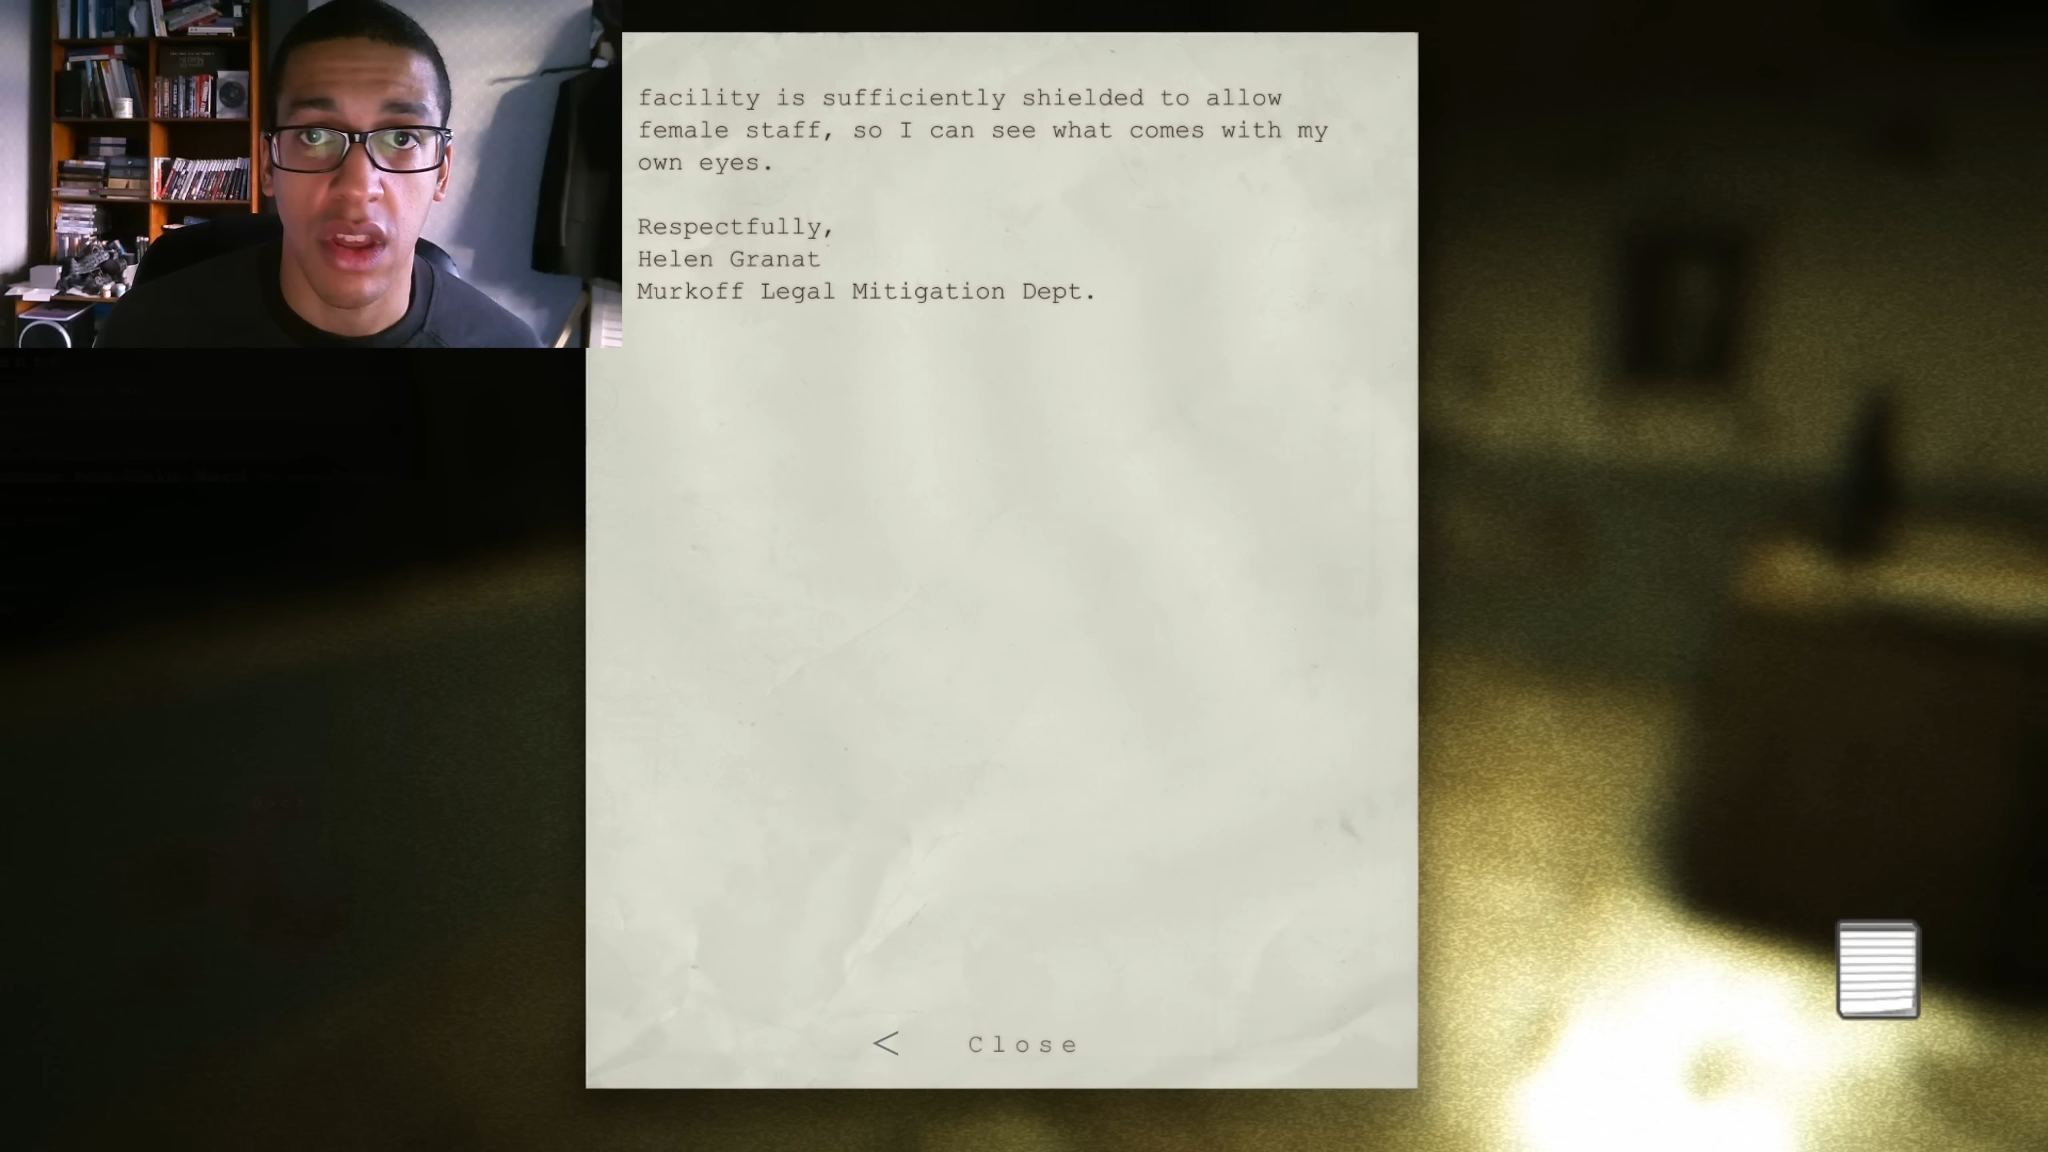 facility is sufficiently shielded to allow
female staff, so I can see what comes with my
own eyes.
Respectfully,
Helen Granat
Murkoff Legal Mitigation Dept.
< Close